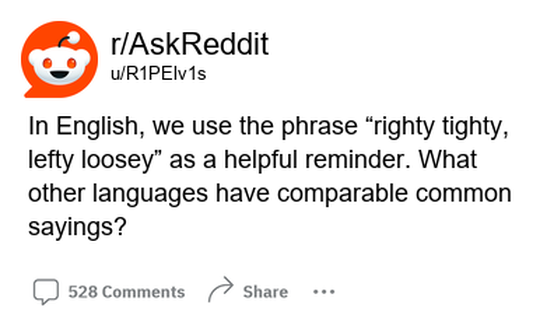 r/AskReddit
u/R1PElv1s
In English, we use the phrase “righty tighty,
lefty loosey” as a helpful reminder. What
other languages have comparable common
sayings?
528 Comments Share